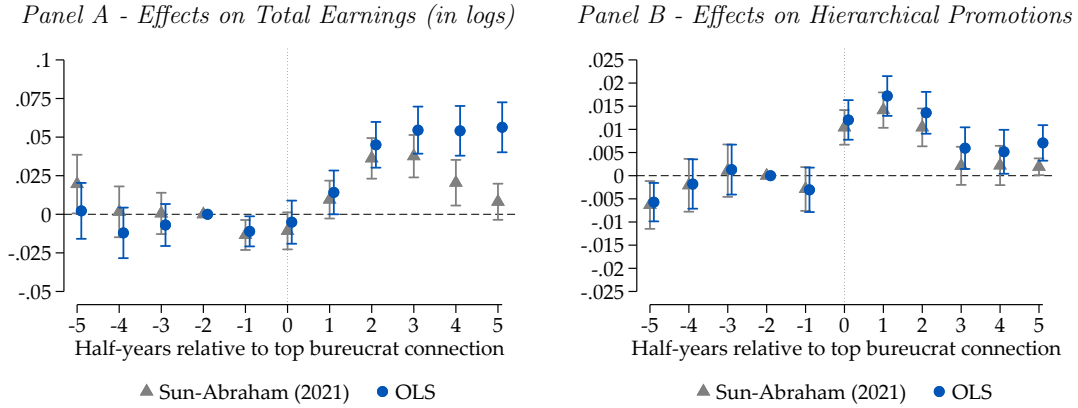 Panel A - Effects on Total Earnings (in logs)
.1
.075
.05
.025
0
-.025
-.05
-5 -4 -3 -2 -1 0 1 2 3 4 5
Half-years relative to top bureucrat connection
Sun-Abraham (2021) OLS
Panel B - Effects on Hierarchical Promotions
.025
.02
.015
.01
.005
0
-.005
-.01
-.015
-.02
-.025
-5 -4 -3 -2 -1 0 1 2 3 4 5
Half-years relative to top bureucrat connection
Sun-Abraham (2021) OLS